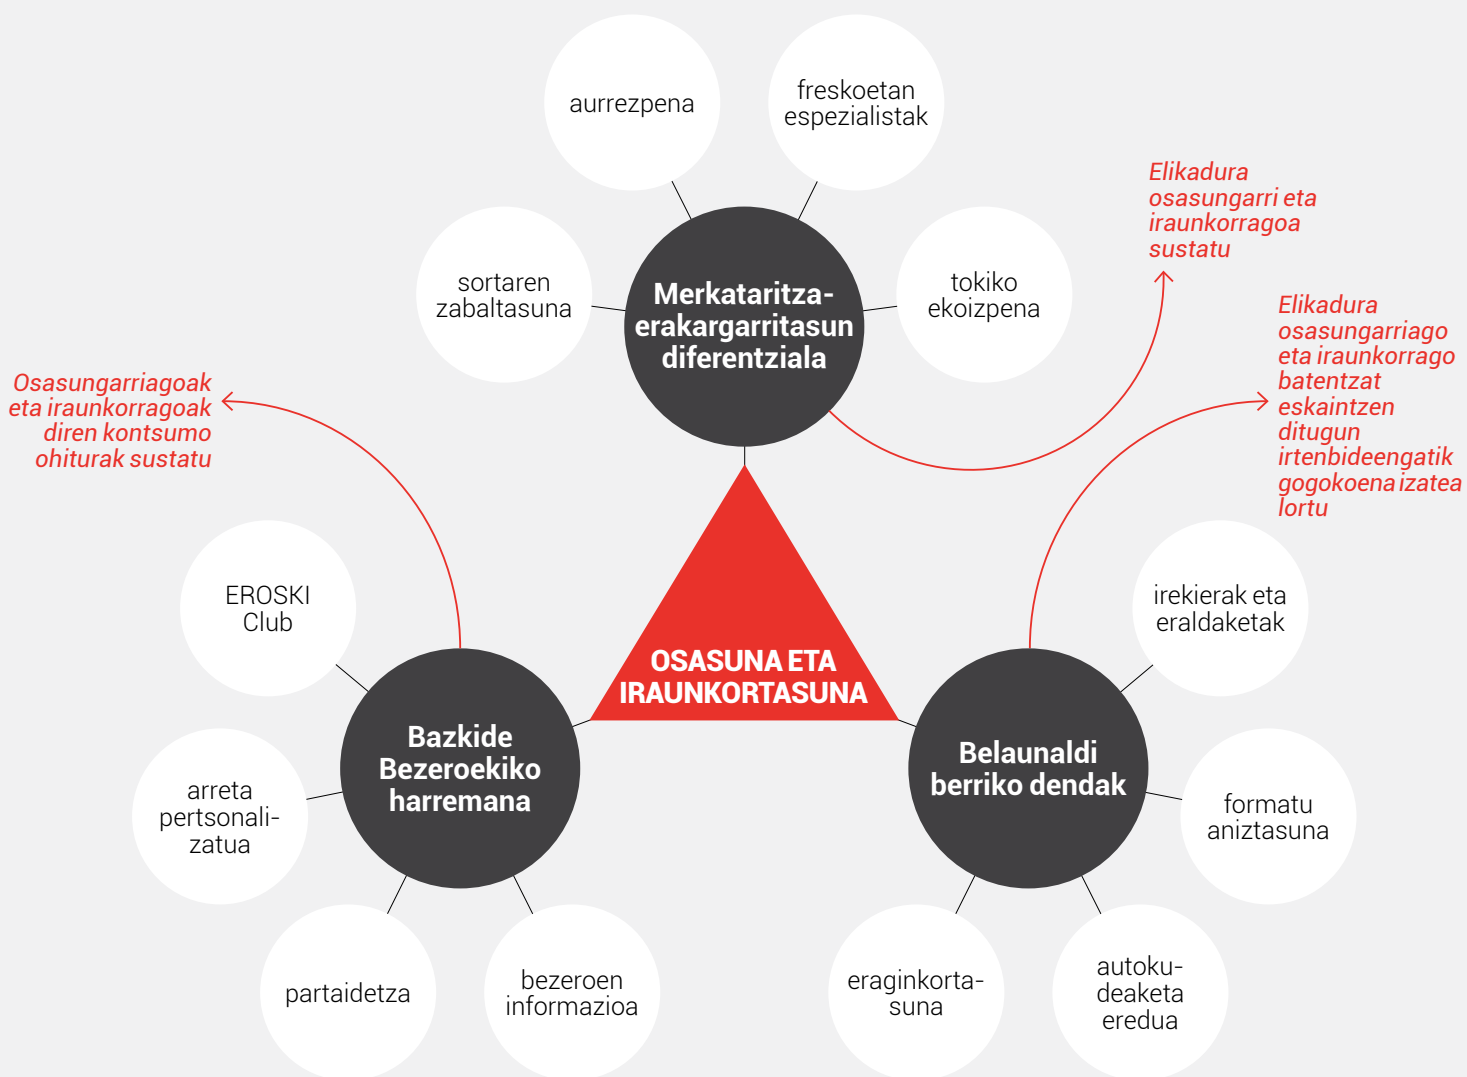 aurrezpena
freskoetan
espezialistak
sortaren
zabaltasuna
Merkataritza-
erakargarritasun
diferentziala
tokiko
ekoizpena
Elikadura
osasungarri eta
iraunkorragoa
sustatu
Elikadura
osasungarriago
eta iraunkorrago
batentzat
eskaintzen
ditugun
irtenbideengatik
gogokoena izatea
lortu
Osasungarriagoak
eta iraunkorragoak
diren kontsumo
ohiturak sustatu
OSASUNA ETA
IRAUNKORTASUNA
EROSKI
Club
Bazkide
Bezeroekiko
harremana
arreta
pertsonali-
zatua
partaidetza
bezeroen
informazioa
irekierak eta
eraldaketak
Belaunaldi
berriko dendak
formatu
aniztasuna
eraginkorta-
suna
autoku-
deaketa
eredua